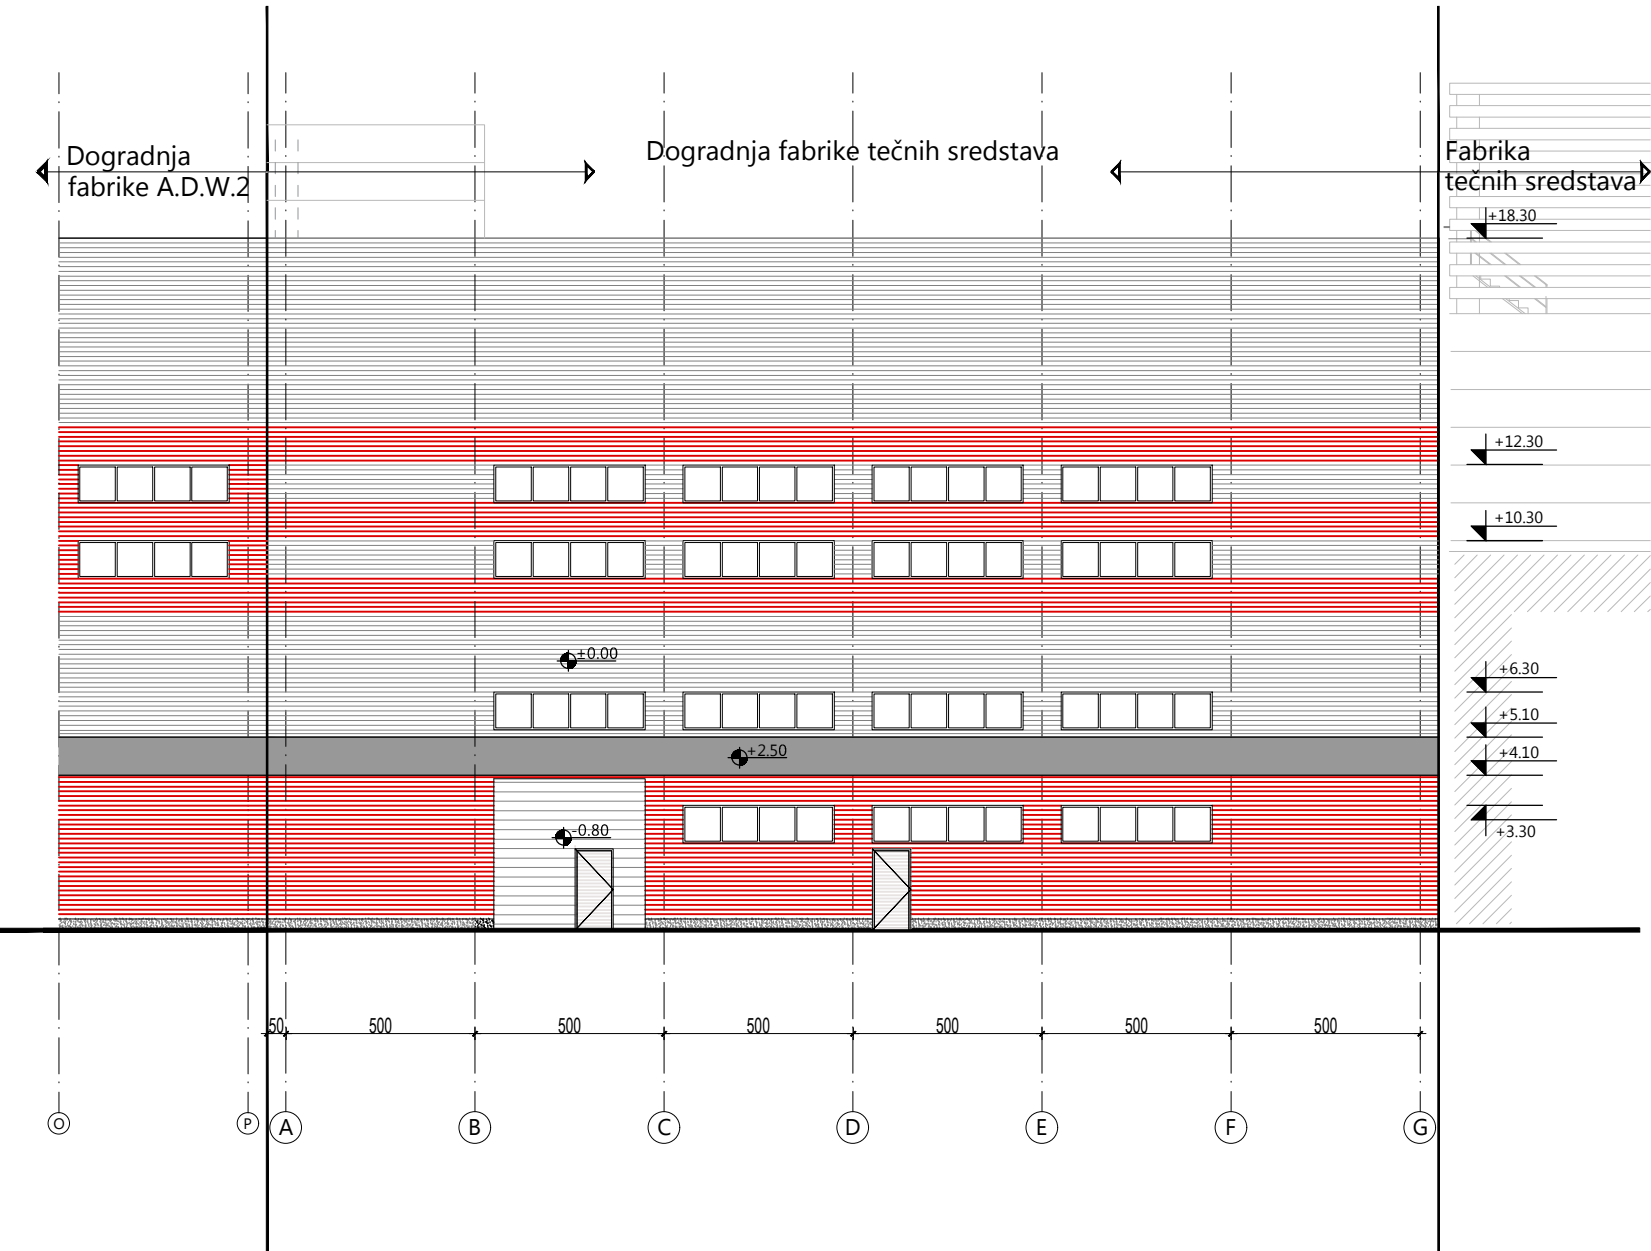 Dogradnja
fabrike A.D.W.2
Dogradnja fabrike tečnih sredstava
Fabrika
tečnih sredstava
+18.30
+12.30
+10.30
±0.00
+6.30
+5.10
+2.50
+4.10
-0.80
+3.30
50
500
500
500
500
500
500
O
P
A
B
C
D
E
F
G